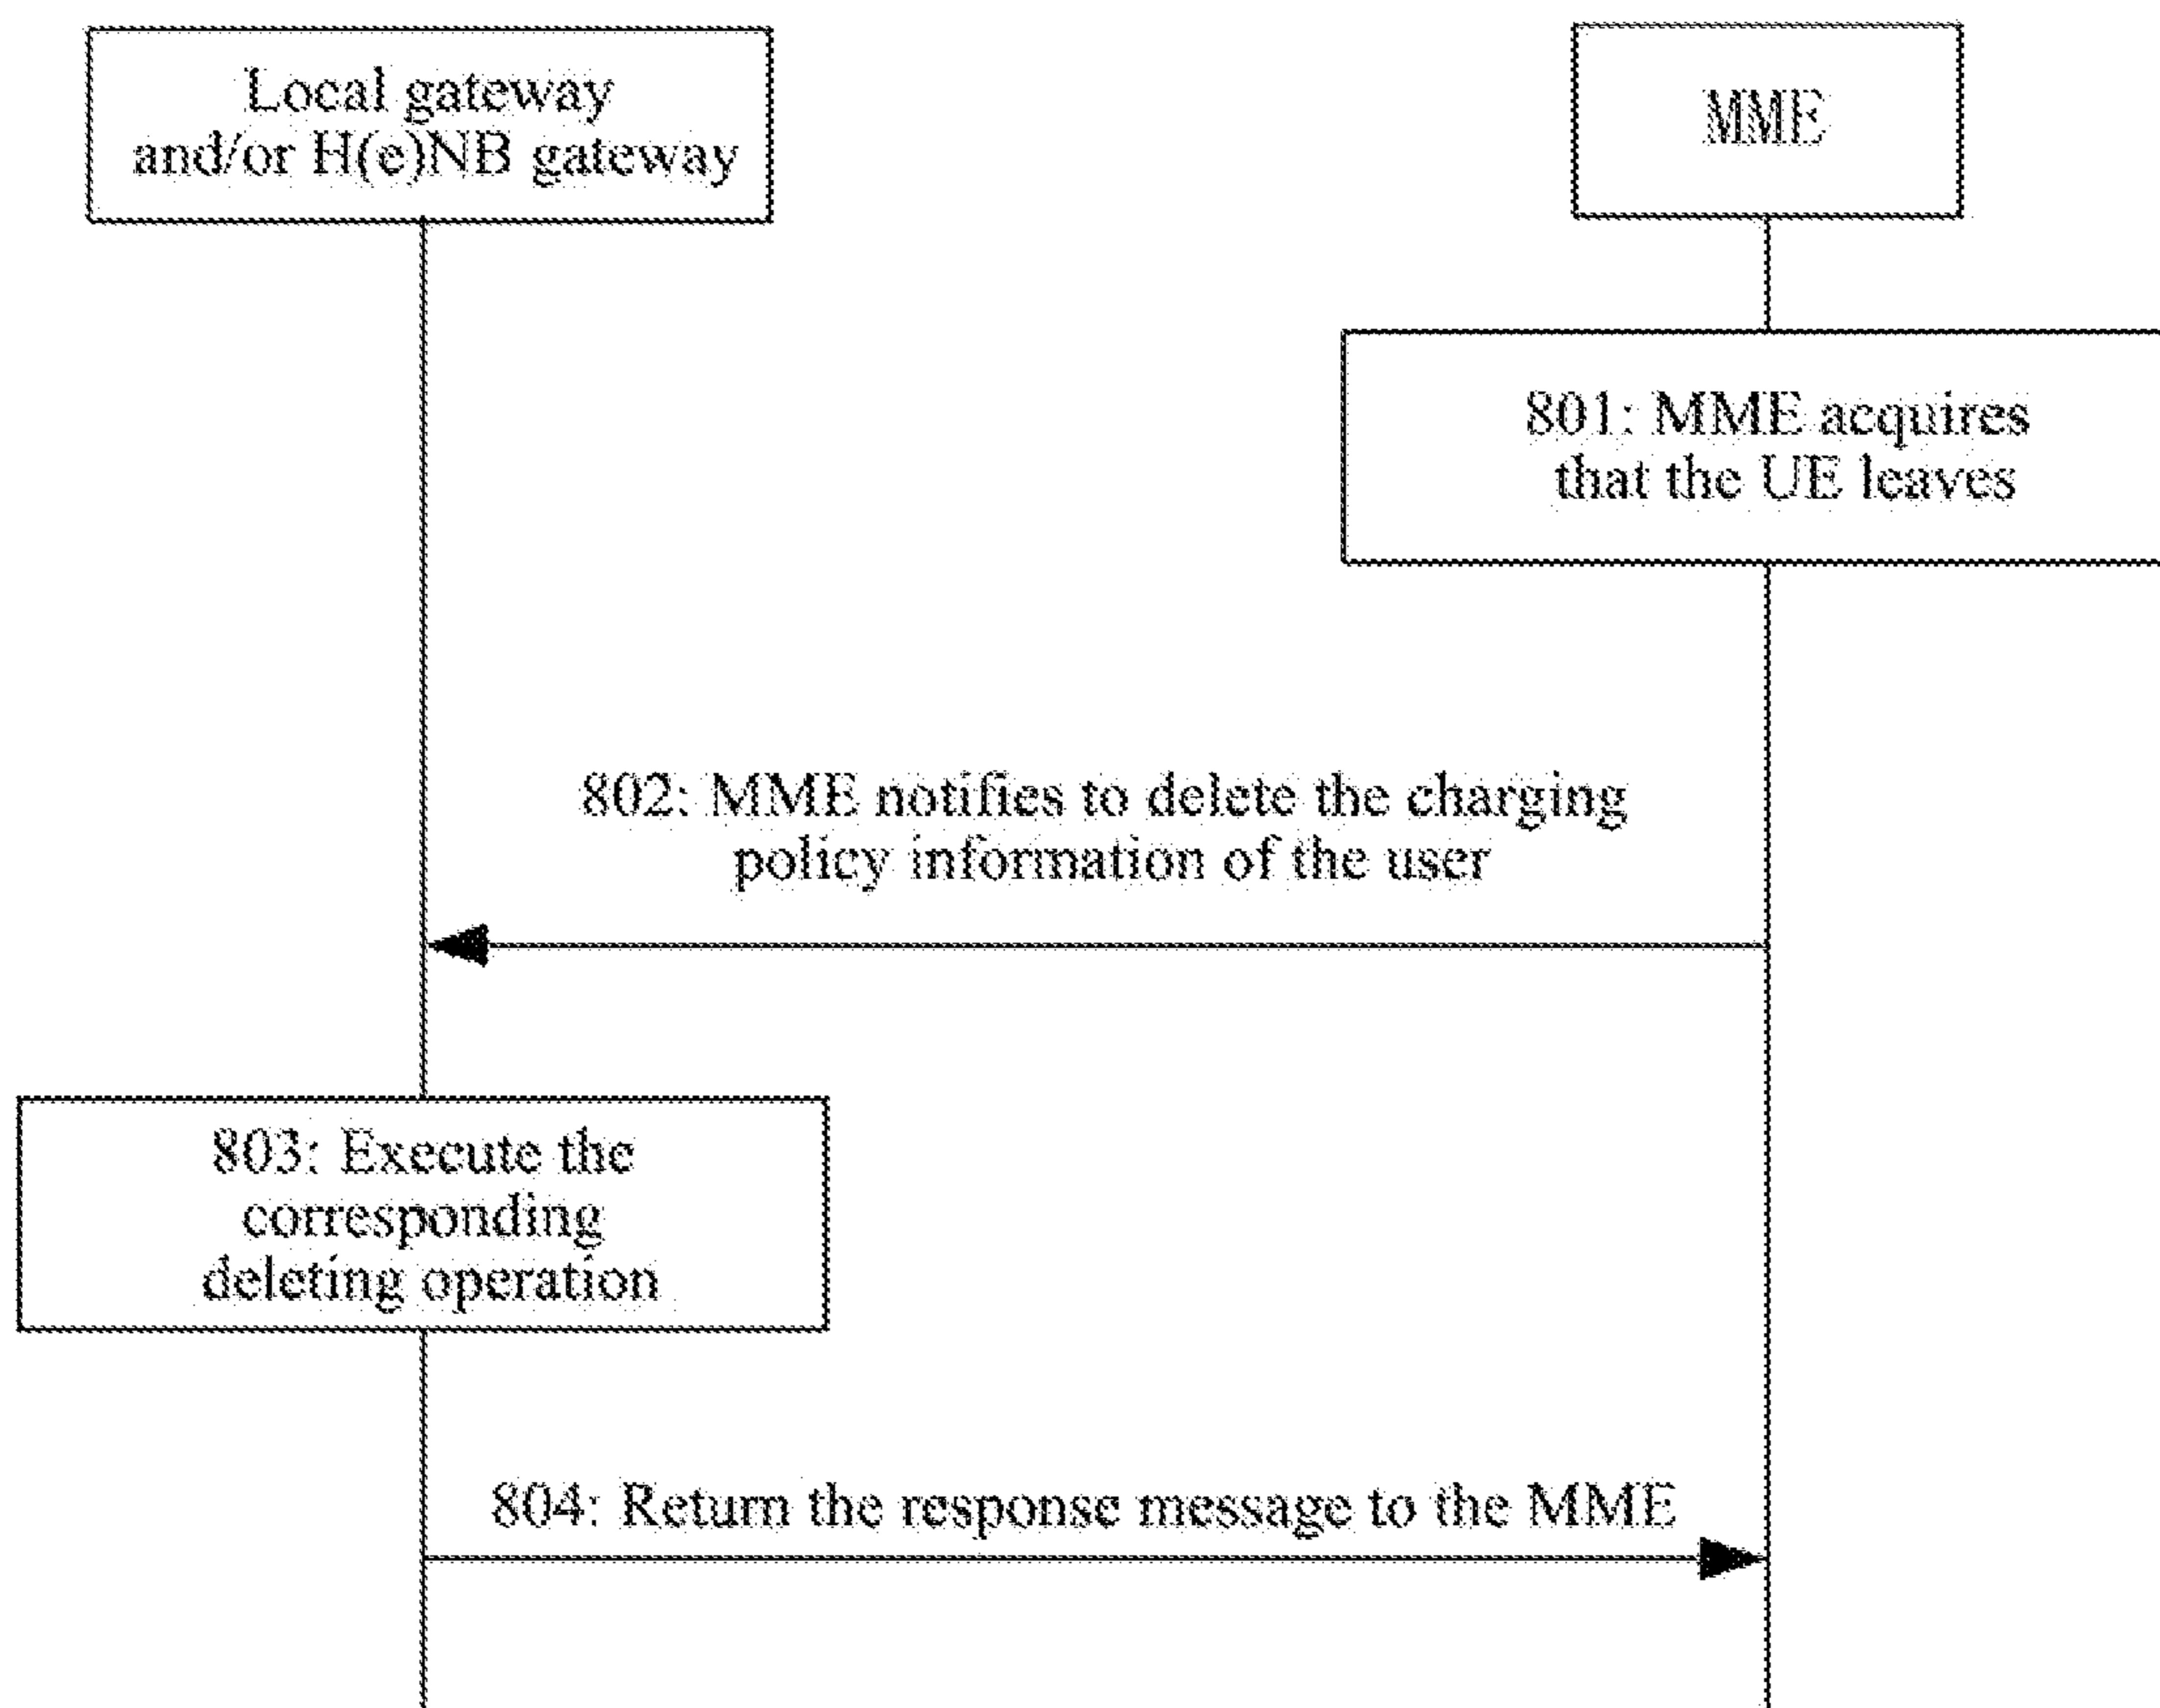 Local gateway
and/or H(e)NB gateway
MME
801: MME acquires
that the UE leaves
802: MME notifies to delete the charging
policy information of the user
803: Execute the
corresponding
deleting operation
804: Return the response message to the MME